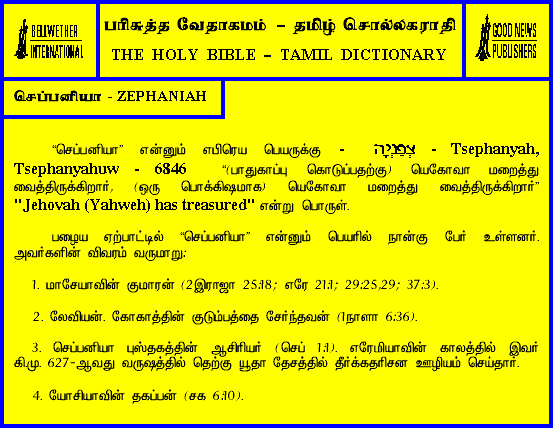 BELLWETHER INTERNATIONAL
பரிசுத்த வேதாகமம் – தமிழ் சொல்லகராதி
THE HOLY BIBLE – TAMIL DICTIONARY
GOOD NEWS PUBLISHERS
செப்பனியா - ZEPHANIAH
“செப்பனியா” என்னும் எபிரெய பெயருக்கு - צְפַנְיָה - Tsephanyah,
Tsephanyahuw - 6846 “(பாதுகாப்பு கொடுப்பதற்கு) யெகோவா மறைத்து
வைத்திருக்கிறார், (ஒரு பொக்கிஷமாக) யெகோவா மறைத்து வைத்திருக்கிறார்”
"Jehovah (Yahweh) has treasured" என்று பொருள்.
பழைய ஏற்பாட்டில் “செப்பனியா” என்னும் பெயரில் நான்கு பேர் உள்ளனர்.
அவர்களின் விவரம் வருமாறு:
1. மாசேயாவின் குமாரன் (2இராஜா 25:18; எரே 21:1; 29:25,29; 37:3).
2. லேவியன். கோகாத்தின் குடும்பத்தை சேர்ந்தவன் (1நாளா 6:36).
3. செப்பனியா புஸ்தகத்தின் ஆசிரியர் (செப் 1:1). எரேமியாவின் காலத்தில் இவர்
கி.மு. 627-ஆவது வருஷத்தில் தெற்கு யூதா தேசத்தில் தீர்க்கதரிசன ஊழியம் செய்தார்.
4. யோசியாவின் தகப்பன் (சக 6:10).